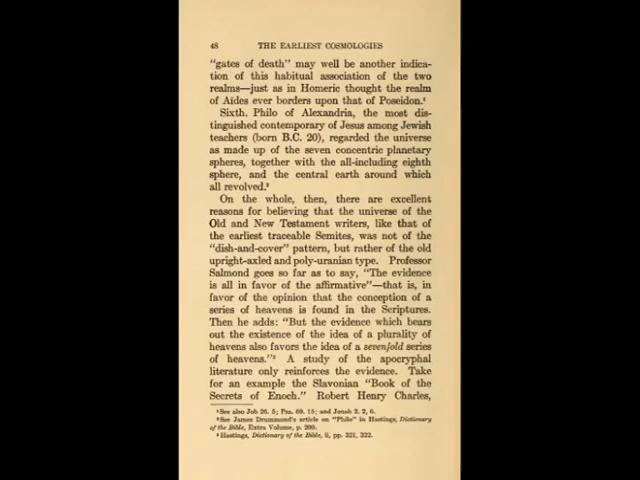 48 THE EARLIEST COSMOLOGIES
“gates of death” may well be another indica-
tion of this habitual association of the two
realms—just as in Homeric thought the realm
of Aïdes ever borders upon that of Poseidon.¹
Sixth. Philo of Alexandria, the most dis-
tinguished contemporary of Jesus among Jewish
teachers (born B.C. 20), regarded the universe
as made up of the seven concentric planetary
spheres, together with the all-including eighth
sphere, and the central earth around which
all revolved.²
On the whole, then, there are excellent
reasons for believing that the universe of the
Old and New Testament writers, like that of
the earliest traceable Semites, was not of the
“dish-and-cover” pattern, but rather of the old
upright-axled and poly-uranian type. Professor
Salmond goes so far as to say, “The evidence
is all in favor of the affirmative”—that is, in
favor of the opinion that the conception of a
series of heavens is found in the Scriptures.
Then he adds: “But the evidence which bears
out the existence of the idea of a plurality of
heavens also favors the idea of a sevenfold series
of heavens.”³ A study of the apocryphal
literature only reinforces the evidence. Take
for an example the Slavonian “Book of the
Secrets of Enoch.” Robert Henry Charles,
¹ See also Job 26. 5; Psa. 69. 15; and Jonah 2. 2, 6.
² See James Drummond's article on “Philo” in Hastings, Dictionary
of the Bible, Extra Volume, p. 200.
³ Hastings, Dictionary of the Bible, ii, pp. 321, 322.